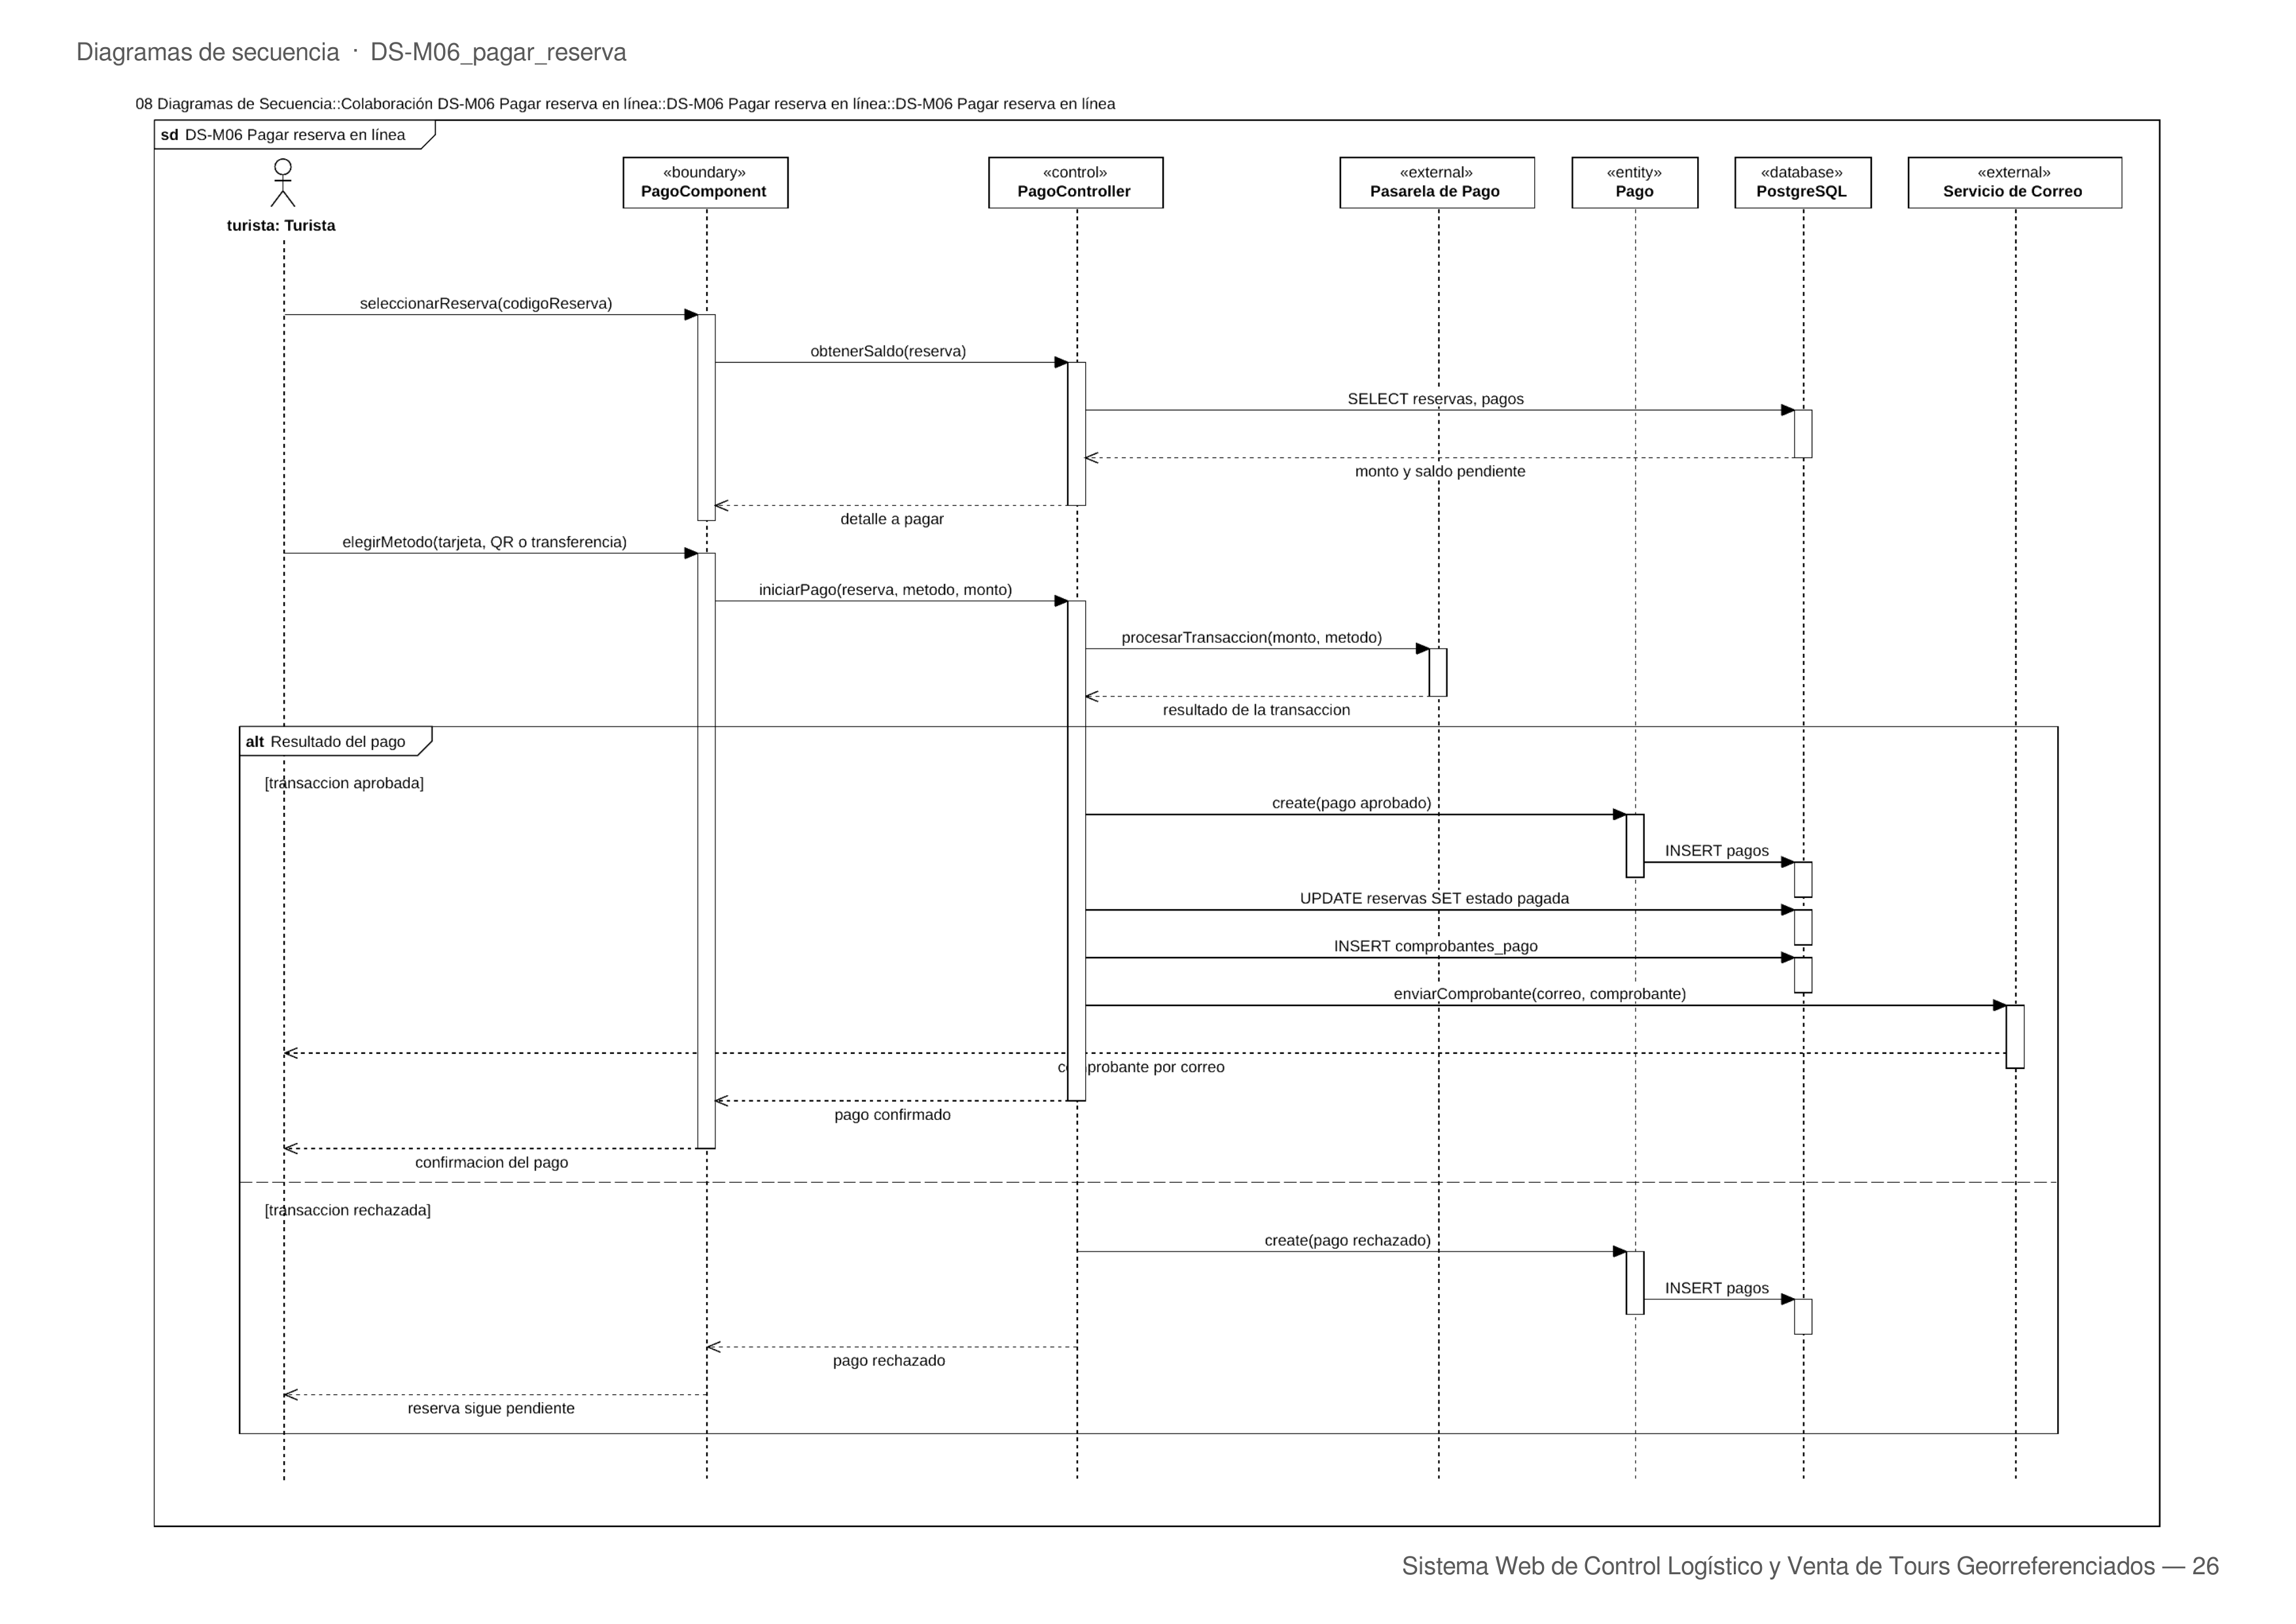 Diagramas de secuencia · DS-M06_pagar_reserva
08 Diagramas de Secuencia::Colaboración DS-M06 Pagar reserva en línea::DS-M06 Pagar reserva en línea::DS-M06 Pagar reserva en línea
sd DS-M06 Pagar reserva en línea
turista: Turista
«boundary»
PagoComponent
«control»
PagoController
«external»
Pasarela de Pago
«entity»
Pago
«database»
PostgreSQL
«external»
Servicio de Correo
seleccionarReserva(codigoReserva)
obtenerSaldo(reserva)
SELECT reservas, pagos
monto y saldo pendiente
detalle a pagar
elegirMetodo(tarjeta, QR o transferencia)
iniciarPago(reserva, metodo, monto)
procesarTransaccion(monto, metodo)
resultado de la transaccion
alt Resultado del pago
[transaccion aprobada]
create(pago aprobado)
INSERT pagos
UPDATE reservas SET estado pagada
INSERT comprobantes_pago
enviarComprobante(correo, comprobante)
comprobante por correo
pago confirmado
confirmacion del pago
[transaccion rechazada]
create(pago rechazado)
INSERT pagos
pago rechazado
reserva sigue pendiente
Sistema Web de Control Logístico y Venta de Tours Georreferenciados — 26